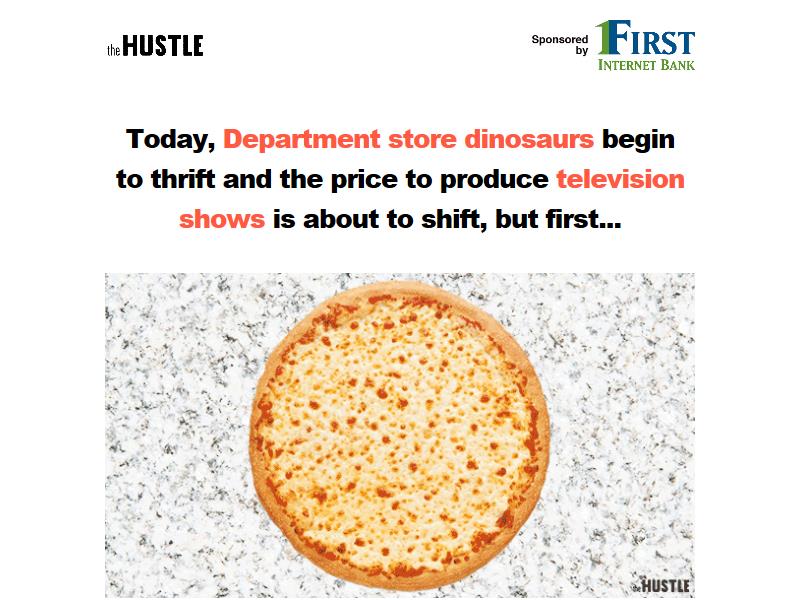 the HUSTLE
Sponsored
by
1FIRST
INTERNET BANK
Today, Department store dinosaurs begin
to thrift and the price to produce television
shows is about to shift, but first...
the HUSTLE